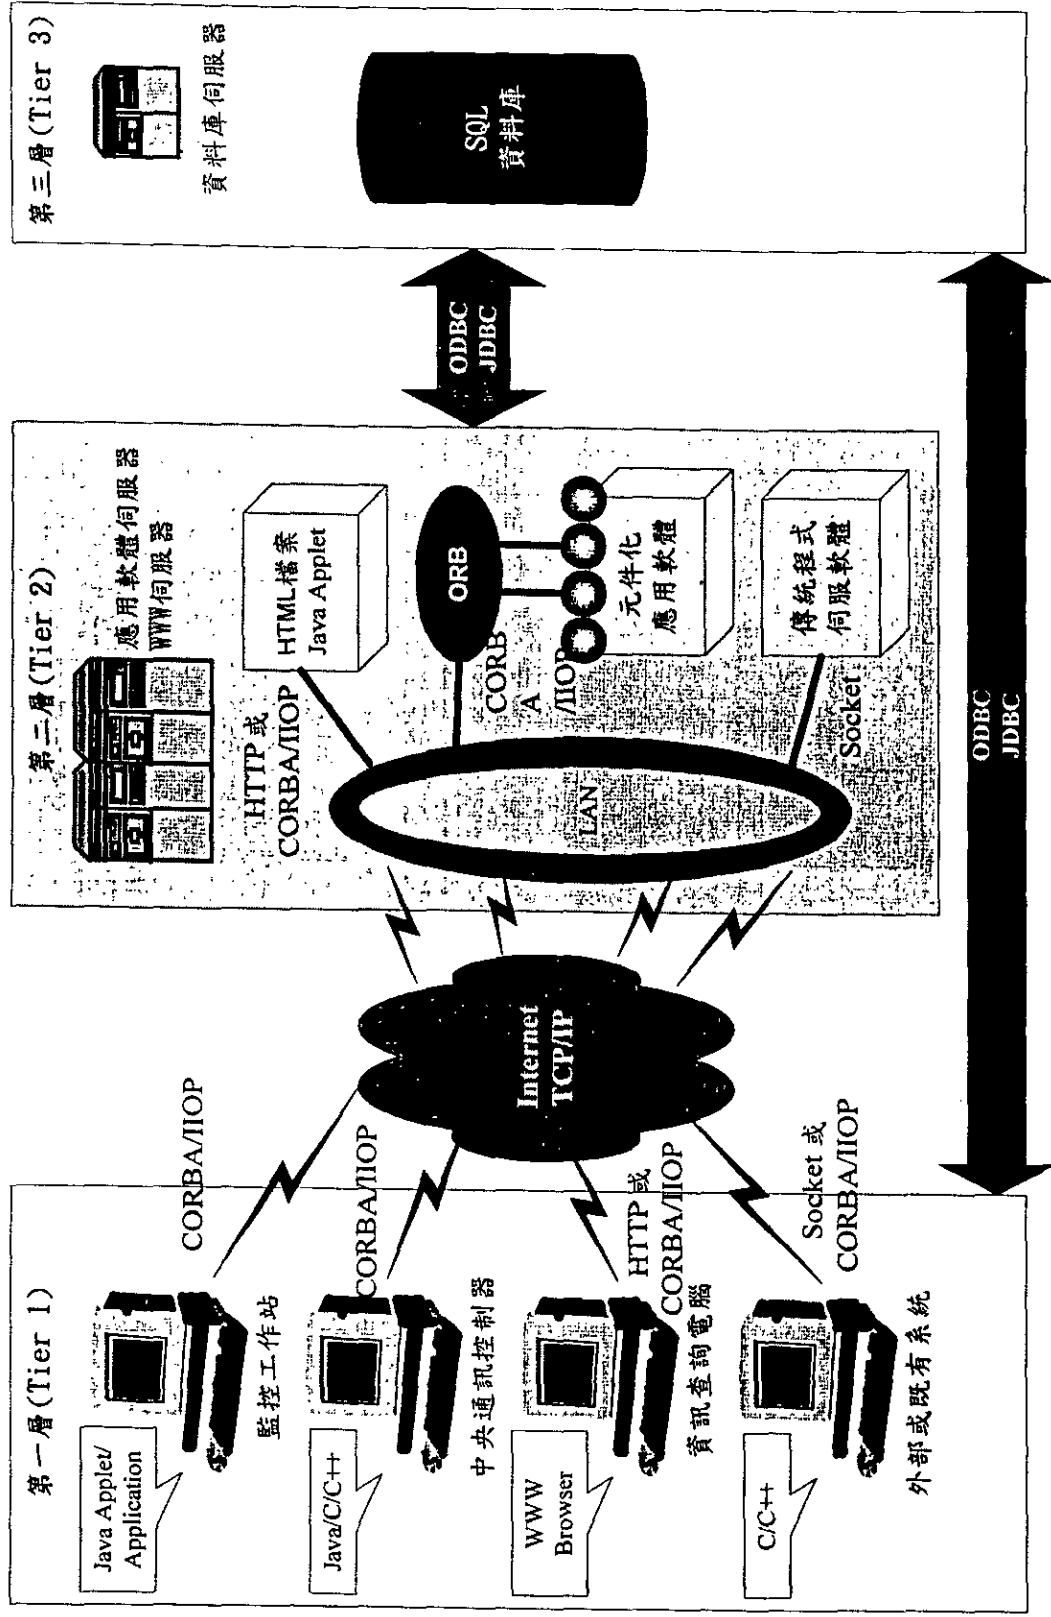 第一層(Tier 1)
Java Applet/
Application
監控工作站
Java/C/C++
中央通訊控制器
WWW
Browser
資訊查詢電腦
C/C++
外部或既有系統
CORBA/IIOP
CORBA/IIOP
HTTP 或
CORBA/IIOP
Socket 或
CORBA/IIOP
Internet
TCP/IP
第二層(Tier 2)
應用軟體伺服器
WWW伺服器
HTTP 或
CORBA/IIOP
HTML檔案
Java Applet
LAN
ORB
CORB
A
/IIOP
元件化
應用軟體
Socket
傳統程式
伺服軟體
ODBC
JDBC
第三層(Tier 3)
資料庫伺服器
SQL
資料庫
ODBC
JDBC